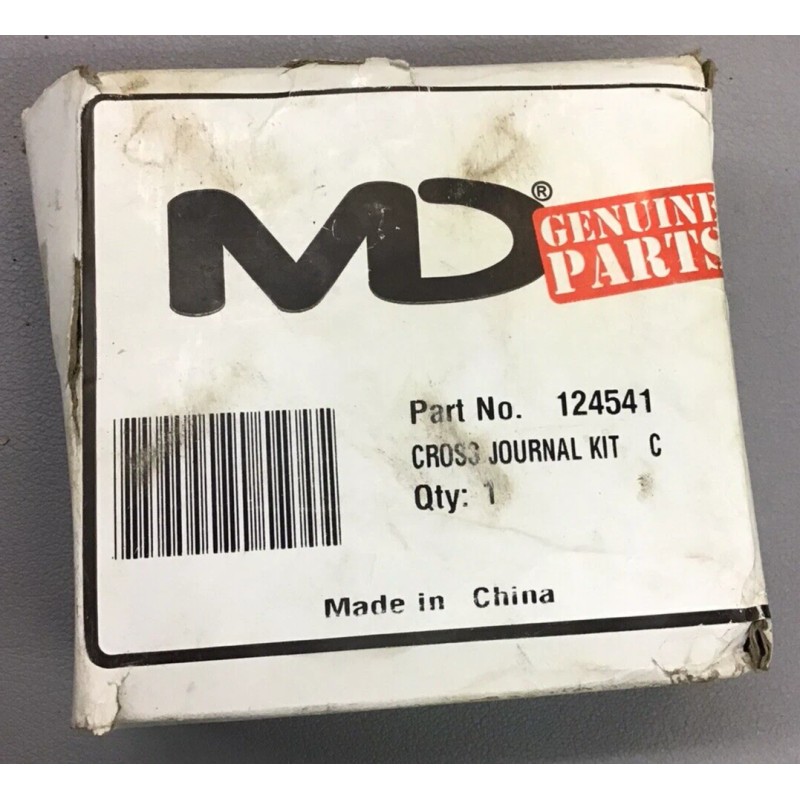 MD®
GENUINE
PARTS
Part No. 124541
CROSS JOURNAL KIT C
Qty: 1
Made in China